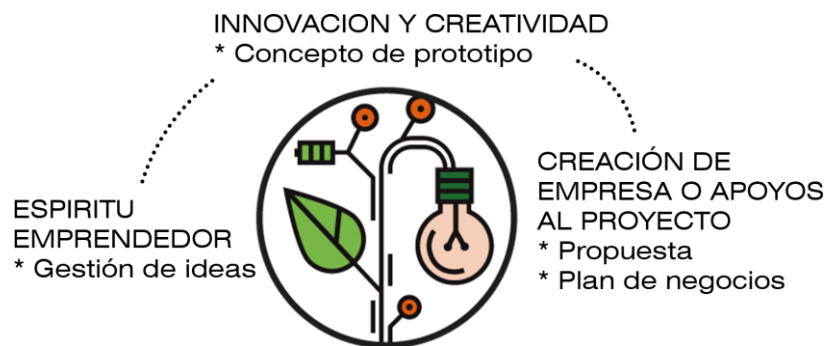 INNOVACION Y CREATIVIDAD
* Concepto de prototipo
ESPIRITU
EMPRENDEDOR
* Gestión de ideas
CREACIÓN DE
EMPRESA O APOYOS
AL PROYECTO
* Propuesta
* Plan de negocios